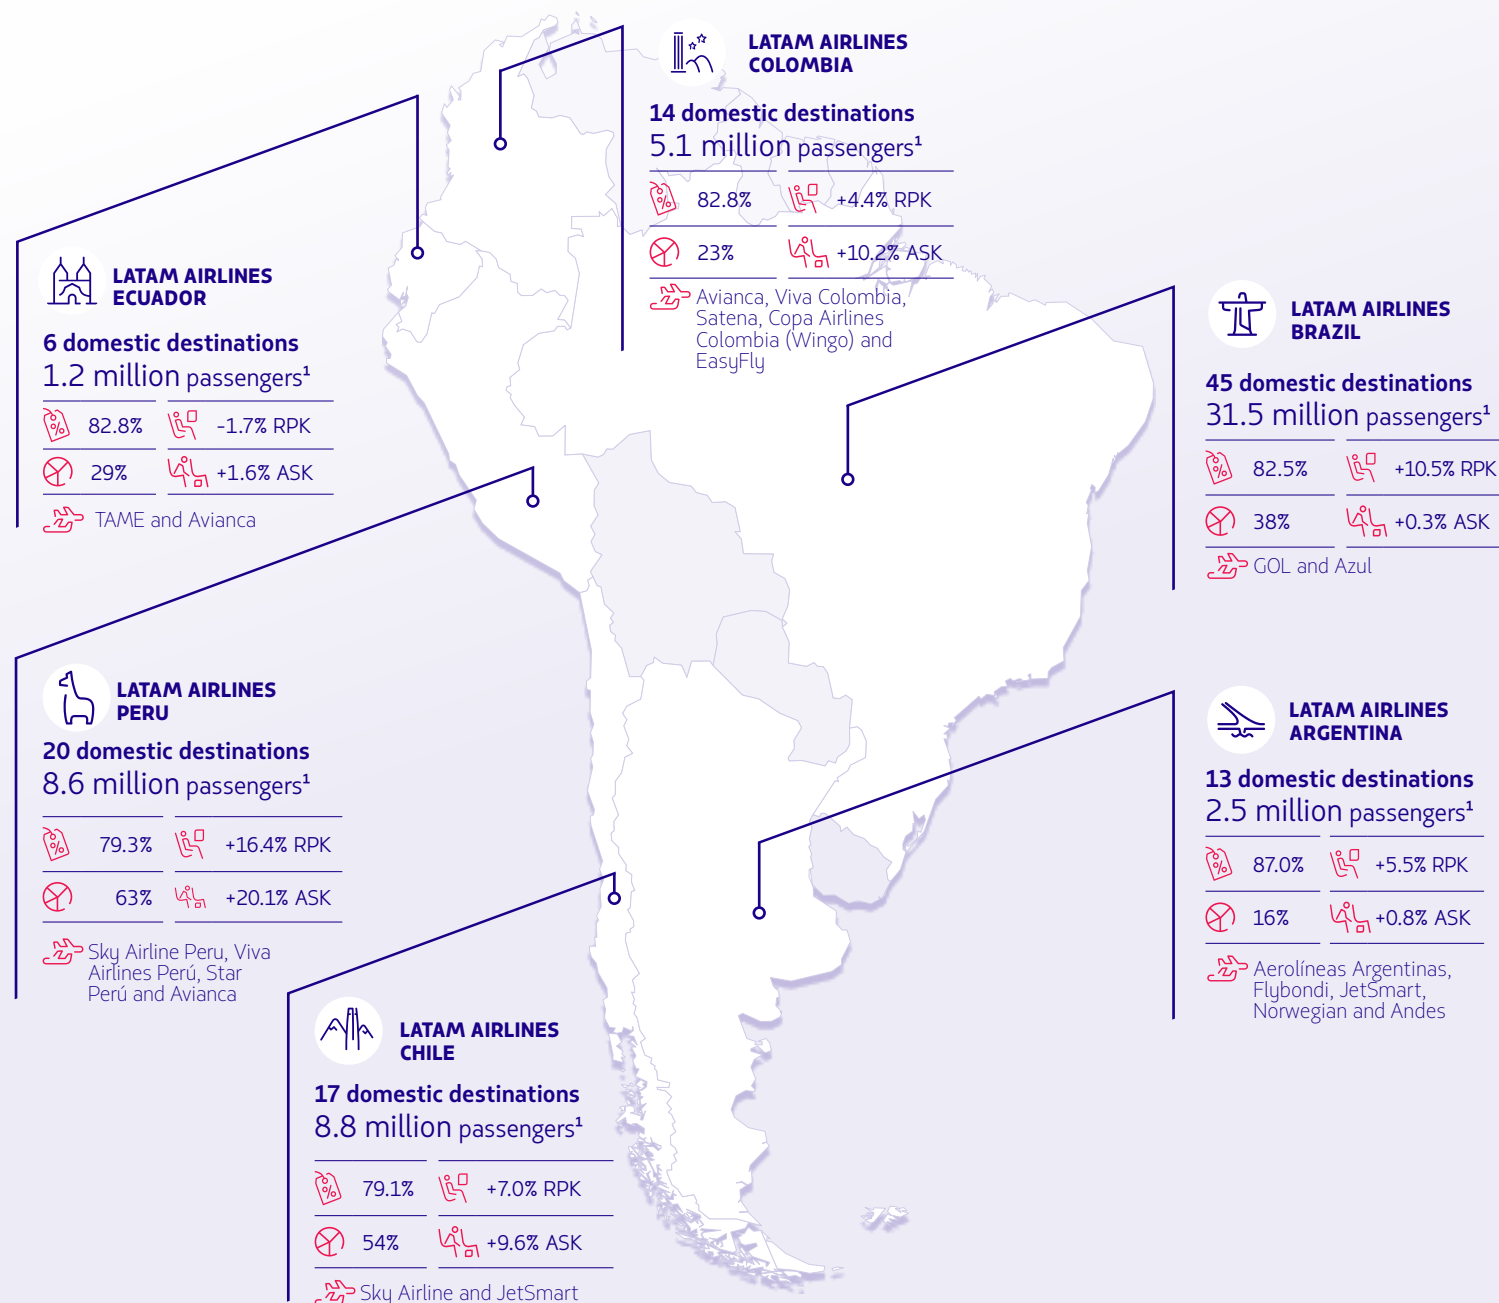 LATAM AIRLINES
COLOMBIA
14 domestic destinations
5.1 million passengers¹
82.8%
+4.4% RPK
23%
+10.2% ASK
Avianca, Viva Colombia,
Satena, Copa Airlines
Colombia (Wingo) and
EasyFly
LATAM AIRLINES
ECUADOR
6 domestic destinations
1.2 million passengers¹
82.8%
-1.7% RPK
29%
+1.6% ASK
TAME and Avianca
LATAM AIRLINES
BRAZIL
45 domestic destinations
31.5 million passengers¹
82.5%
+10.5% RPK
38%
+0.3% ASK
GOL and Azul
LATAM AIRLINES
PERU
20 domestic destinations
8.6 million passengers¹
79.3%
+16.4% RPK
63%
+20.1% ASK
Sky Airline Peru, Viva
Airlines Perú, Star
Perú and Avianca
LATAM AIRLINES
ARGENTINA
13 domestic destinations
2.5 million passengers¹
87.0%
+5.5% RPK
16%
+0.8% ASK
Aerolíneas Argentinas,
Flybondi, JetSmart,
Norwegian and Andes
LATAM AIRLINES
CHILE
17 domestic destinations
8.8 million passengers¹
79.1%
+7.0% RPK
54%
+9.6% ASK
Sky Airline and JetSmart